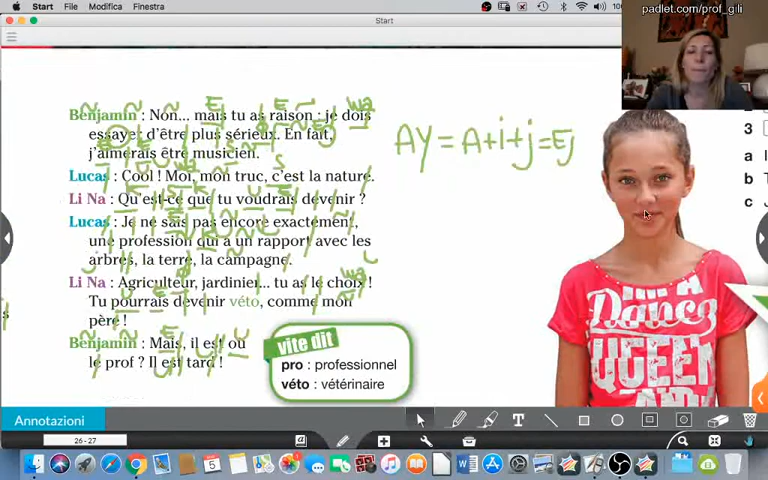 Start File Modifica Finestra
padlet.com/prof_gili
Start
Benjamin : Non... mais tu as raison : je dois
essayer d'être plus sérieux. En fait,
j'aimerais être musicien.
Lucas : Cool ! Moi, mon truc, c'est la nature.
Li Na : Qu'est-ce que tu voudrais devenir ?
Lucas : Je ne sais pas encore exactement,
une profession qui a un rapport avec les
arbres, la terre, la campagne.
Li Na : Agriculteur, jardinier... tu as le choix !
Tu pourrais devenir véto, comme mon
père !
Benjamin : Mais, il est où
le prof ? Il est tard !
vite dit
pro : professionnel
véto : vétérinaire
AY = A+i+j = Ej
3
a
b
c
Dance
QUEEN
Annotazioni
26 - 27